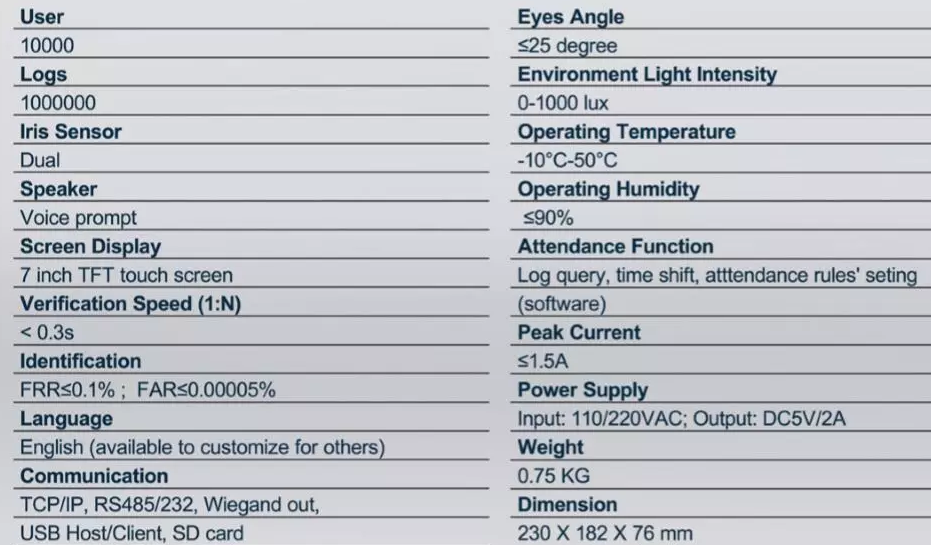 User
10000
Logs
1000000
Iris Sensor
Dual
Speaker
Voice prompt
Screen Display
7 inch TFT touch screen
Verification Speed (1:N)
< 0.3s
Identification
FRR≤0.1% ; FAR≤0.00005%
Language
English (available to customize for others)
Communication
TCP/IP, RS485/232, Wiegand out,
USB Host/Client, SD card
Eyes Angle
≤25 degree
Environment Light Intensity
0-1000 lux
Operating Temperature
-10°C-50°C
Operating Humidity
≤90%
Attendance Function
Log query, time shift, atttendance rules' seting
(software)
Peak Current
≤1.5A
Power Supply
Input: 110/220VAC; Output: DC5V/2A
Weight
0.75 KG
Dimension
230 X 182 X 76 mm